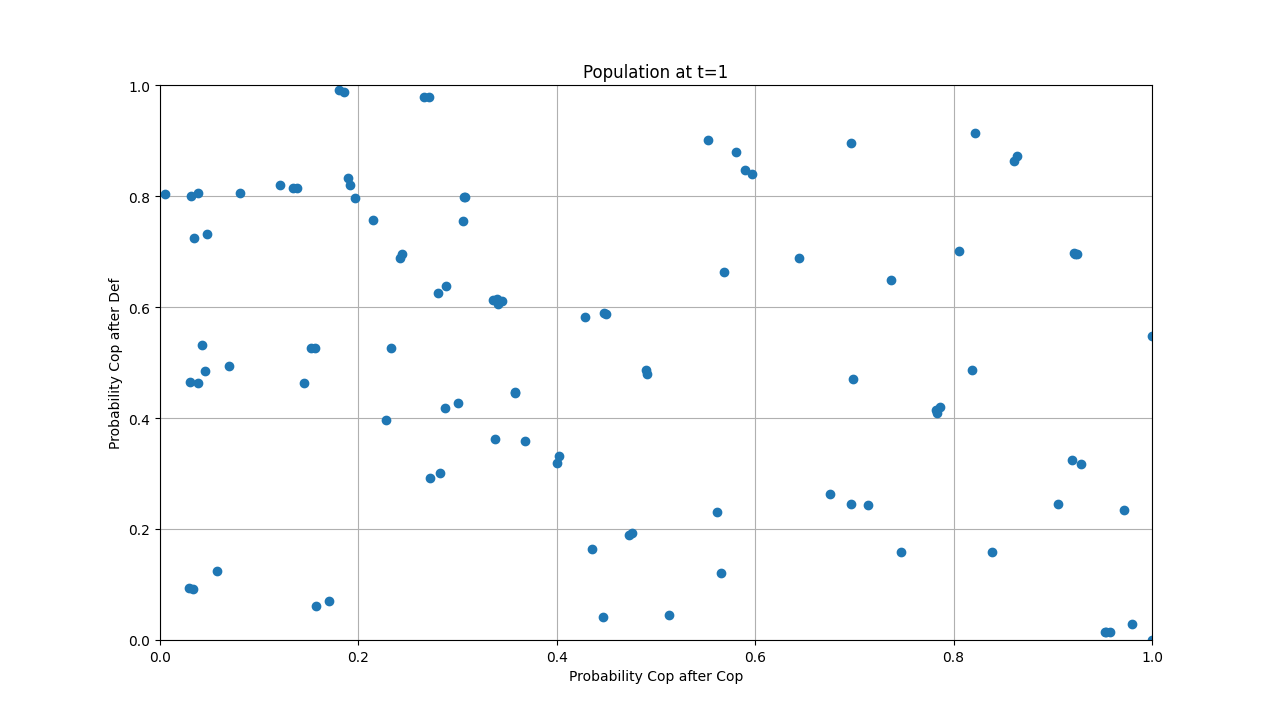 Population at t=1
1.0
0.8
0.6
0.4
0.2
0.0
Probability Cop after Def
0.0 0.2 0.4 0.6 0.8 1.0
Probability Cop after Cop